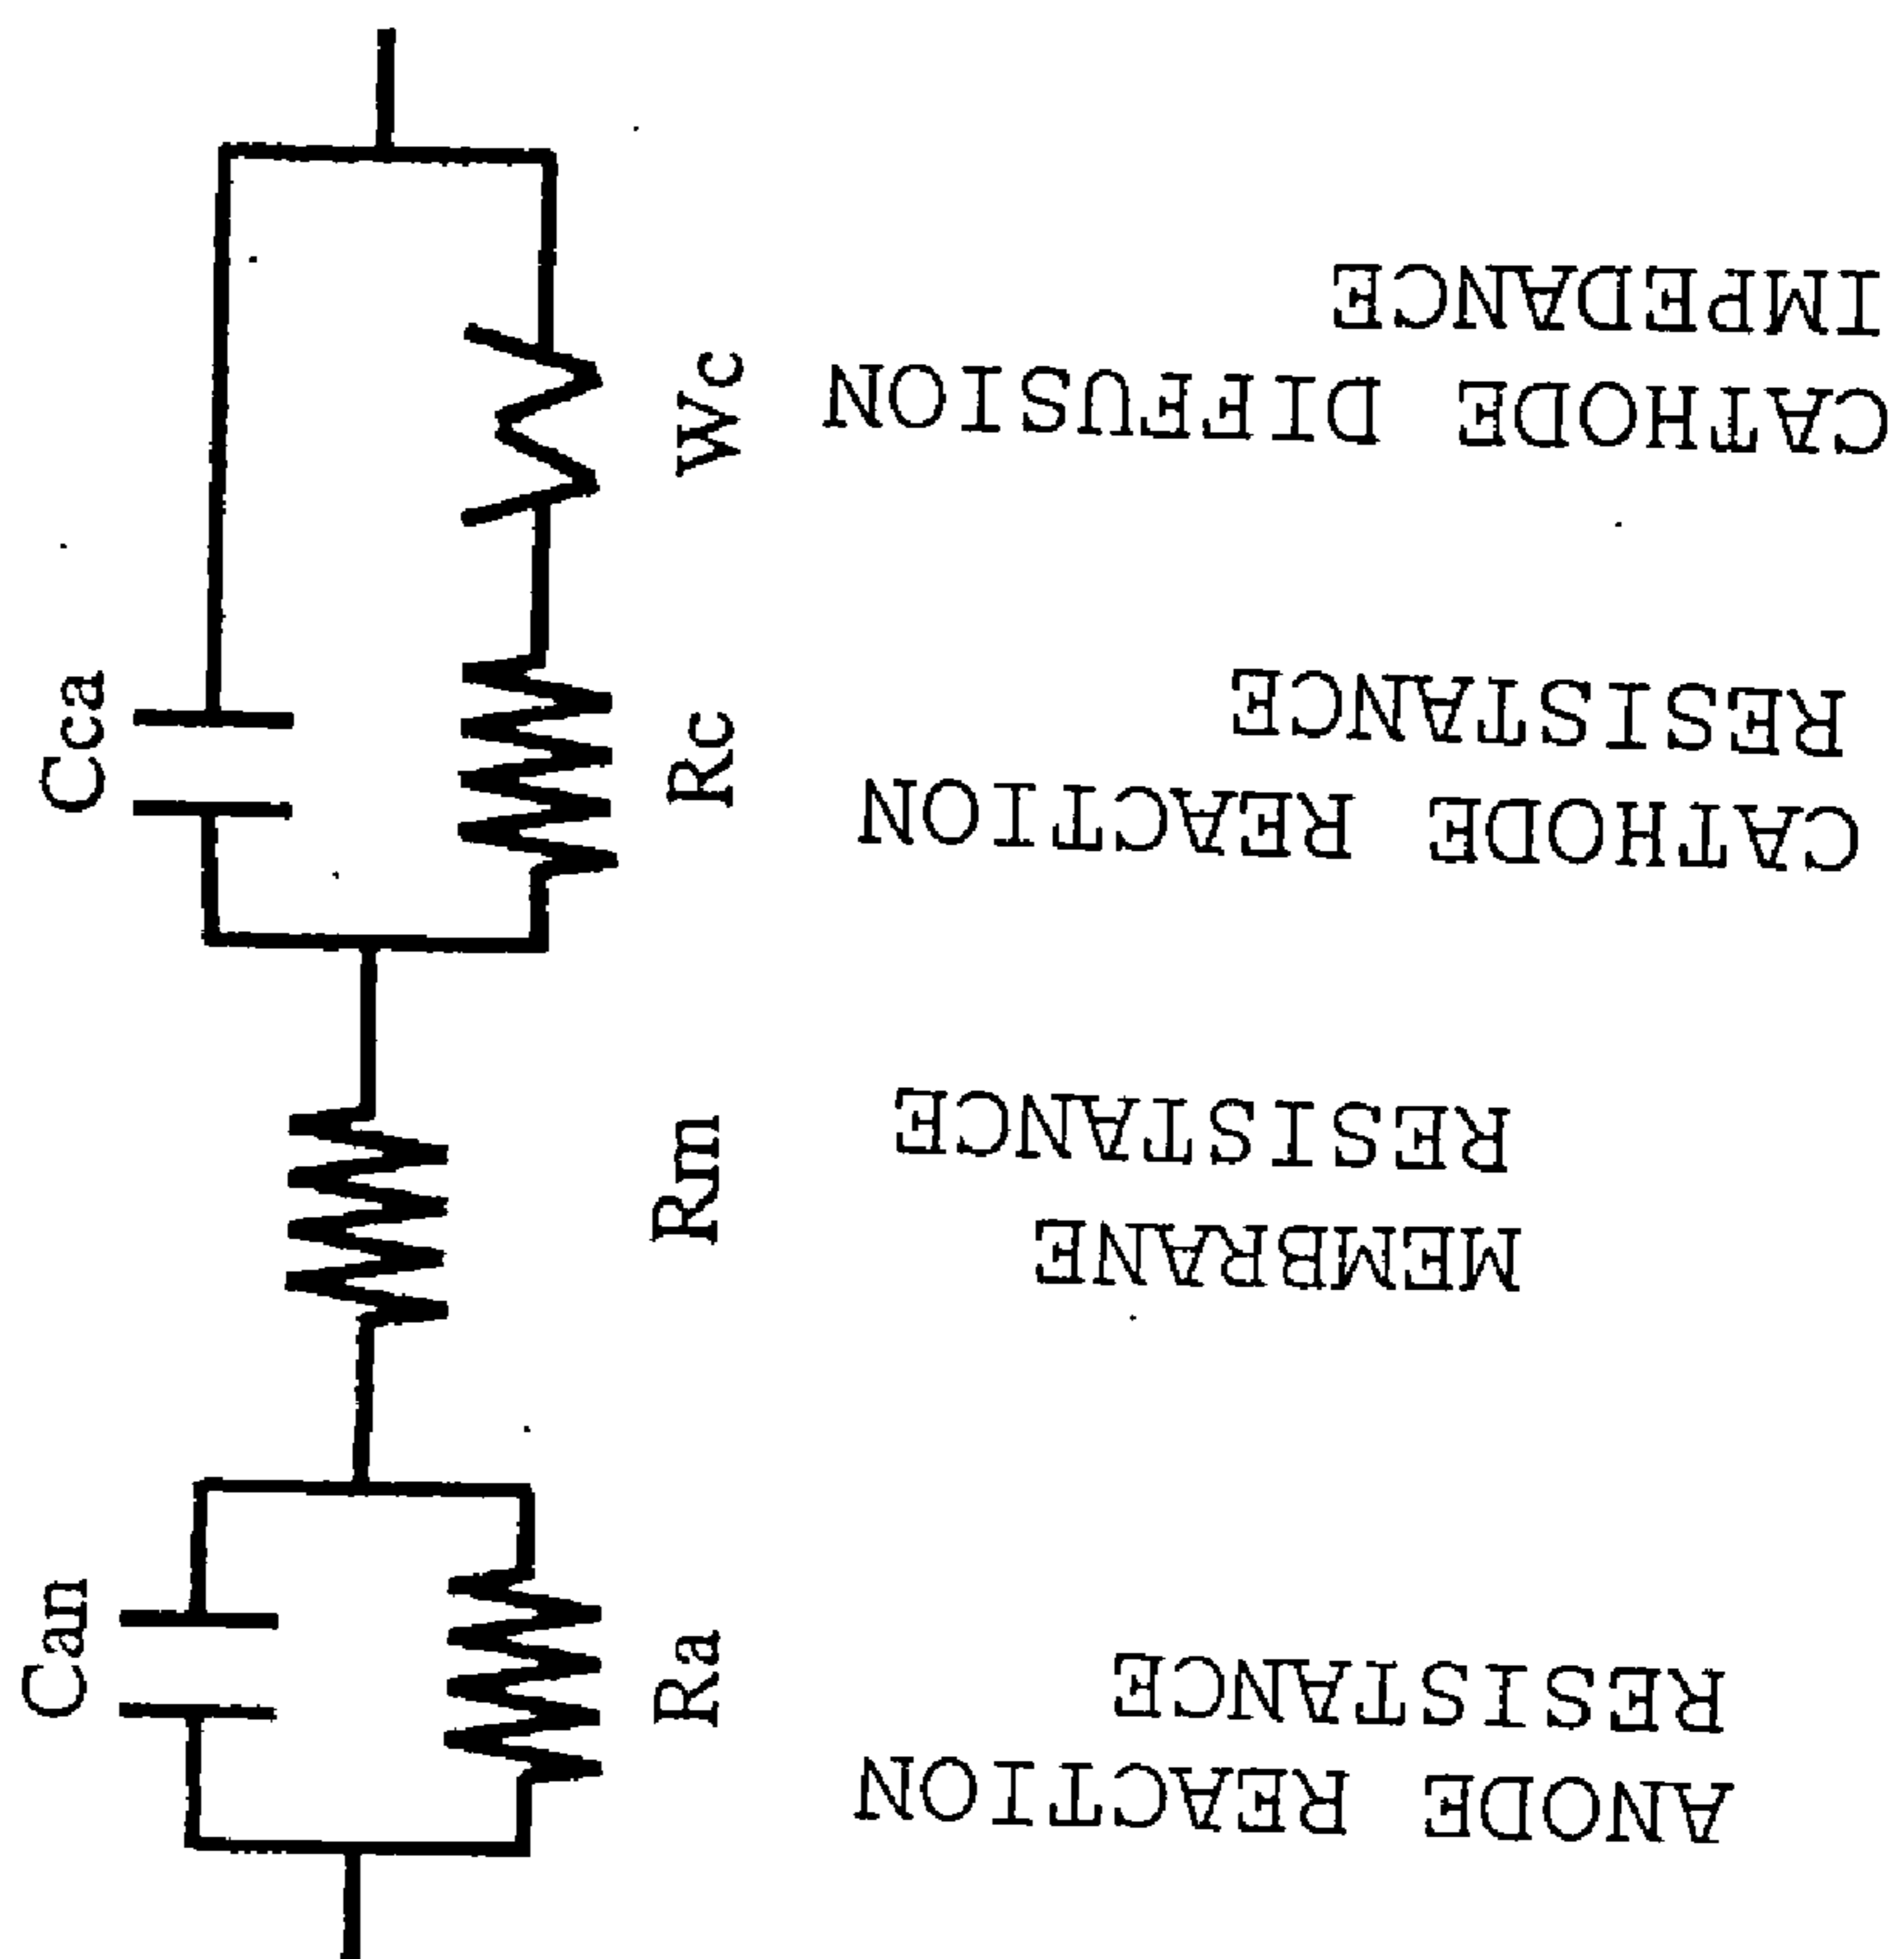 Can
Cca
Ra
Rm
Rc
Wc
ANODE REACTION
RESISTANCE
MEMBRANE
RESISTANCE
CATHODE REACTION
RESISTANCE
CATHODE DIFFUSION
IMPEDANCE